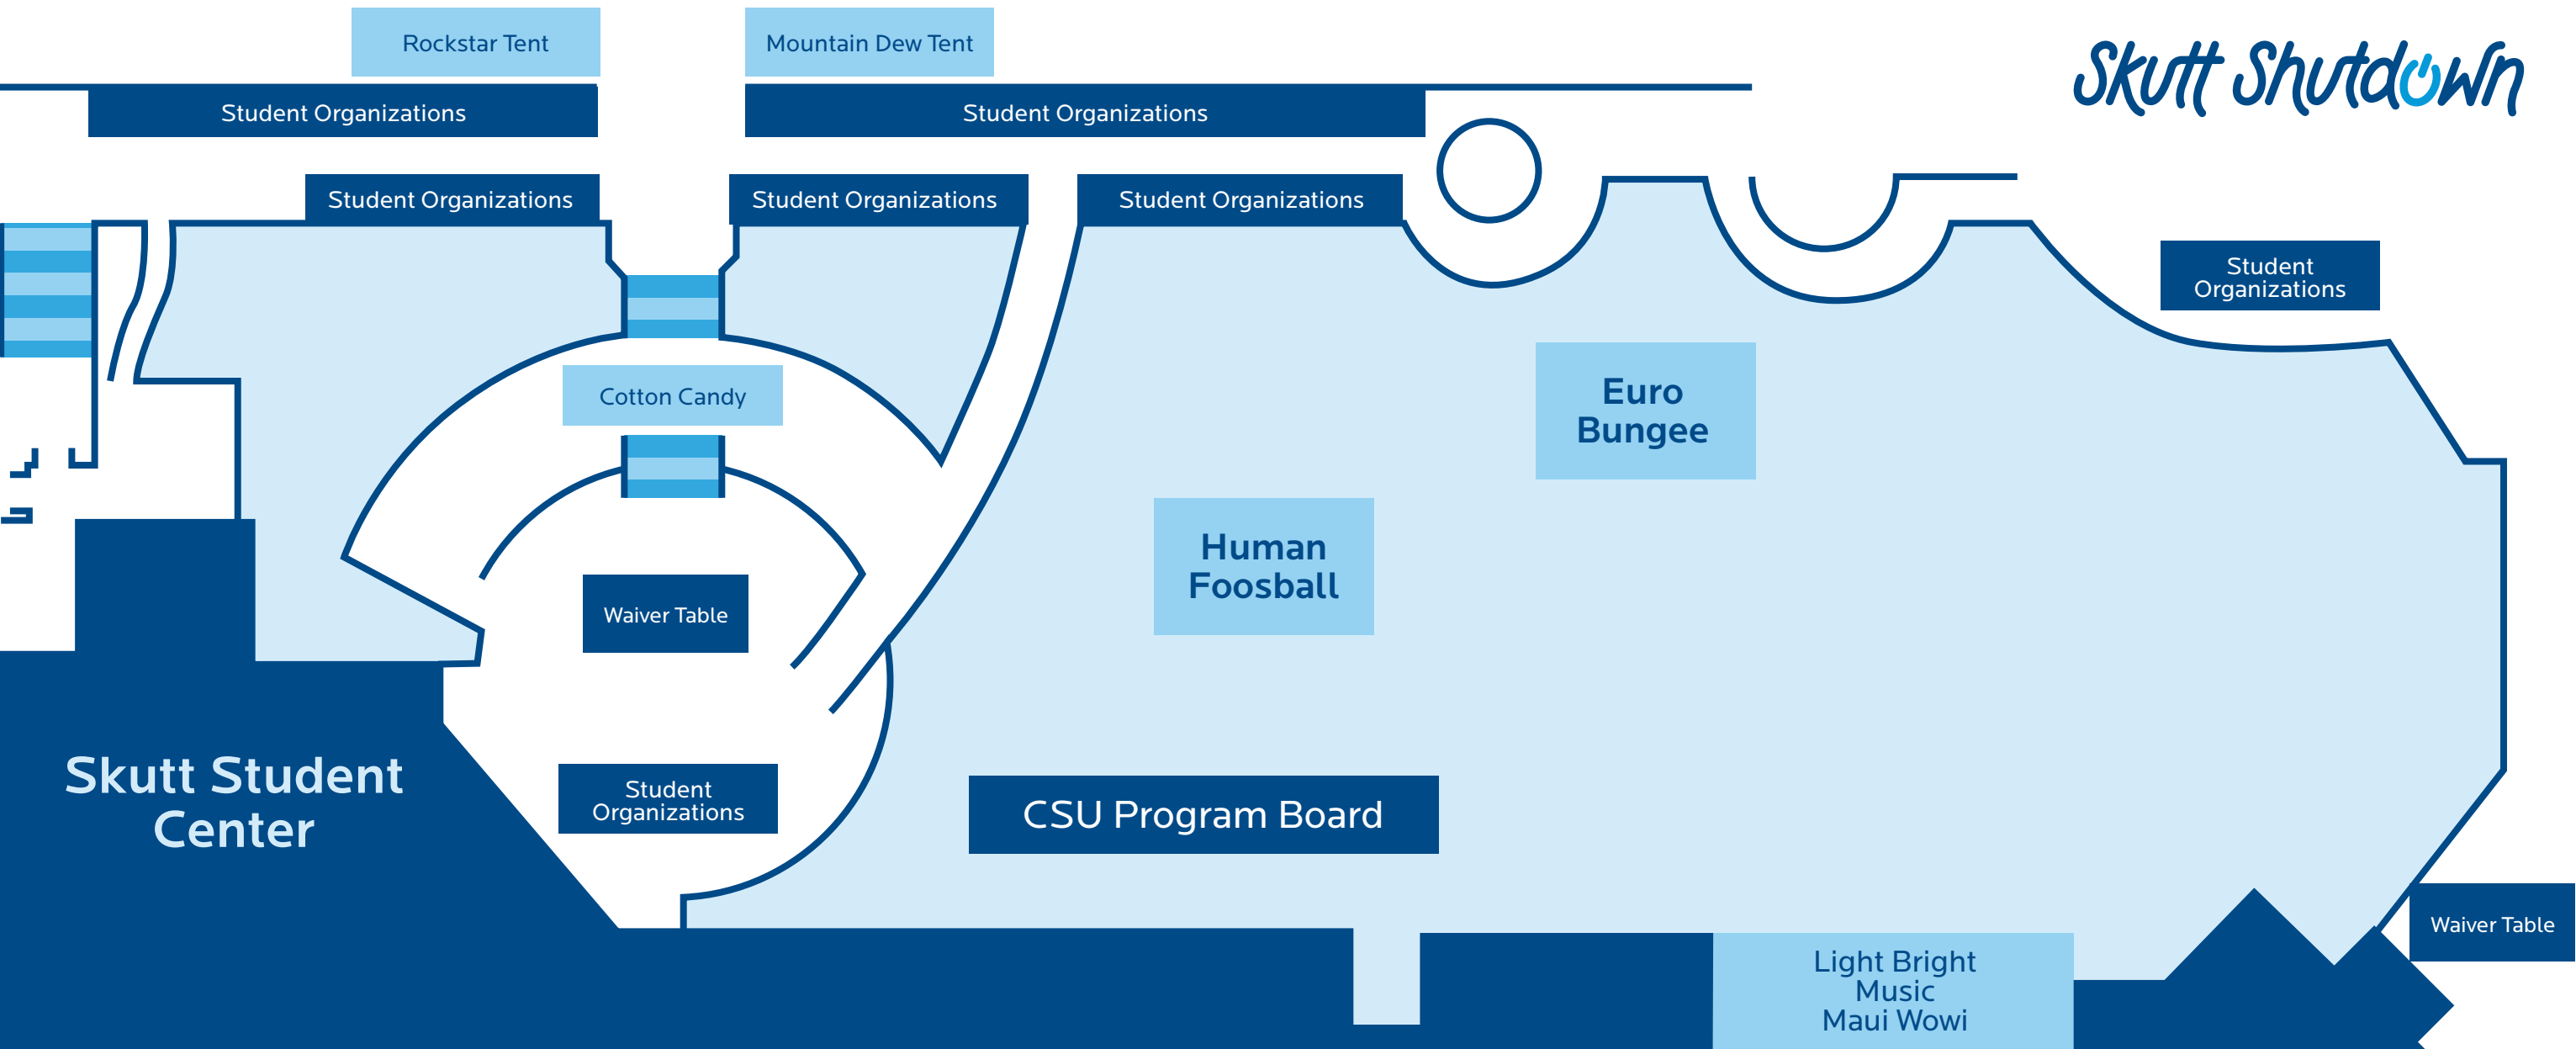 Rockstar Tent
Mountain Dew Tent
Skutt Shutdown
Student Organizations
Student Organizations
Student Organizations
Student Organizations
Student Organizations
Student
Organizations
Cotton Candy
Euro
Bungee
Human
Foosball
Waiver Table
Skutt Student
Center
Student
Organizations
CSU Program Board
Waiver Table
Light Bright
Music
Maui Wowi